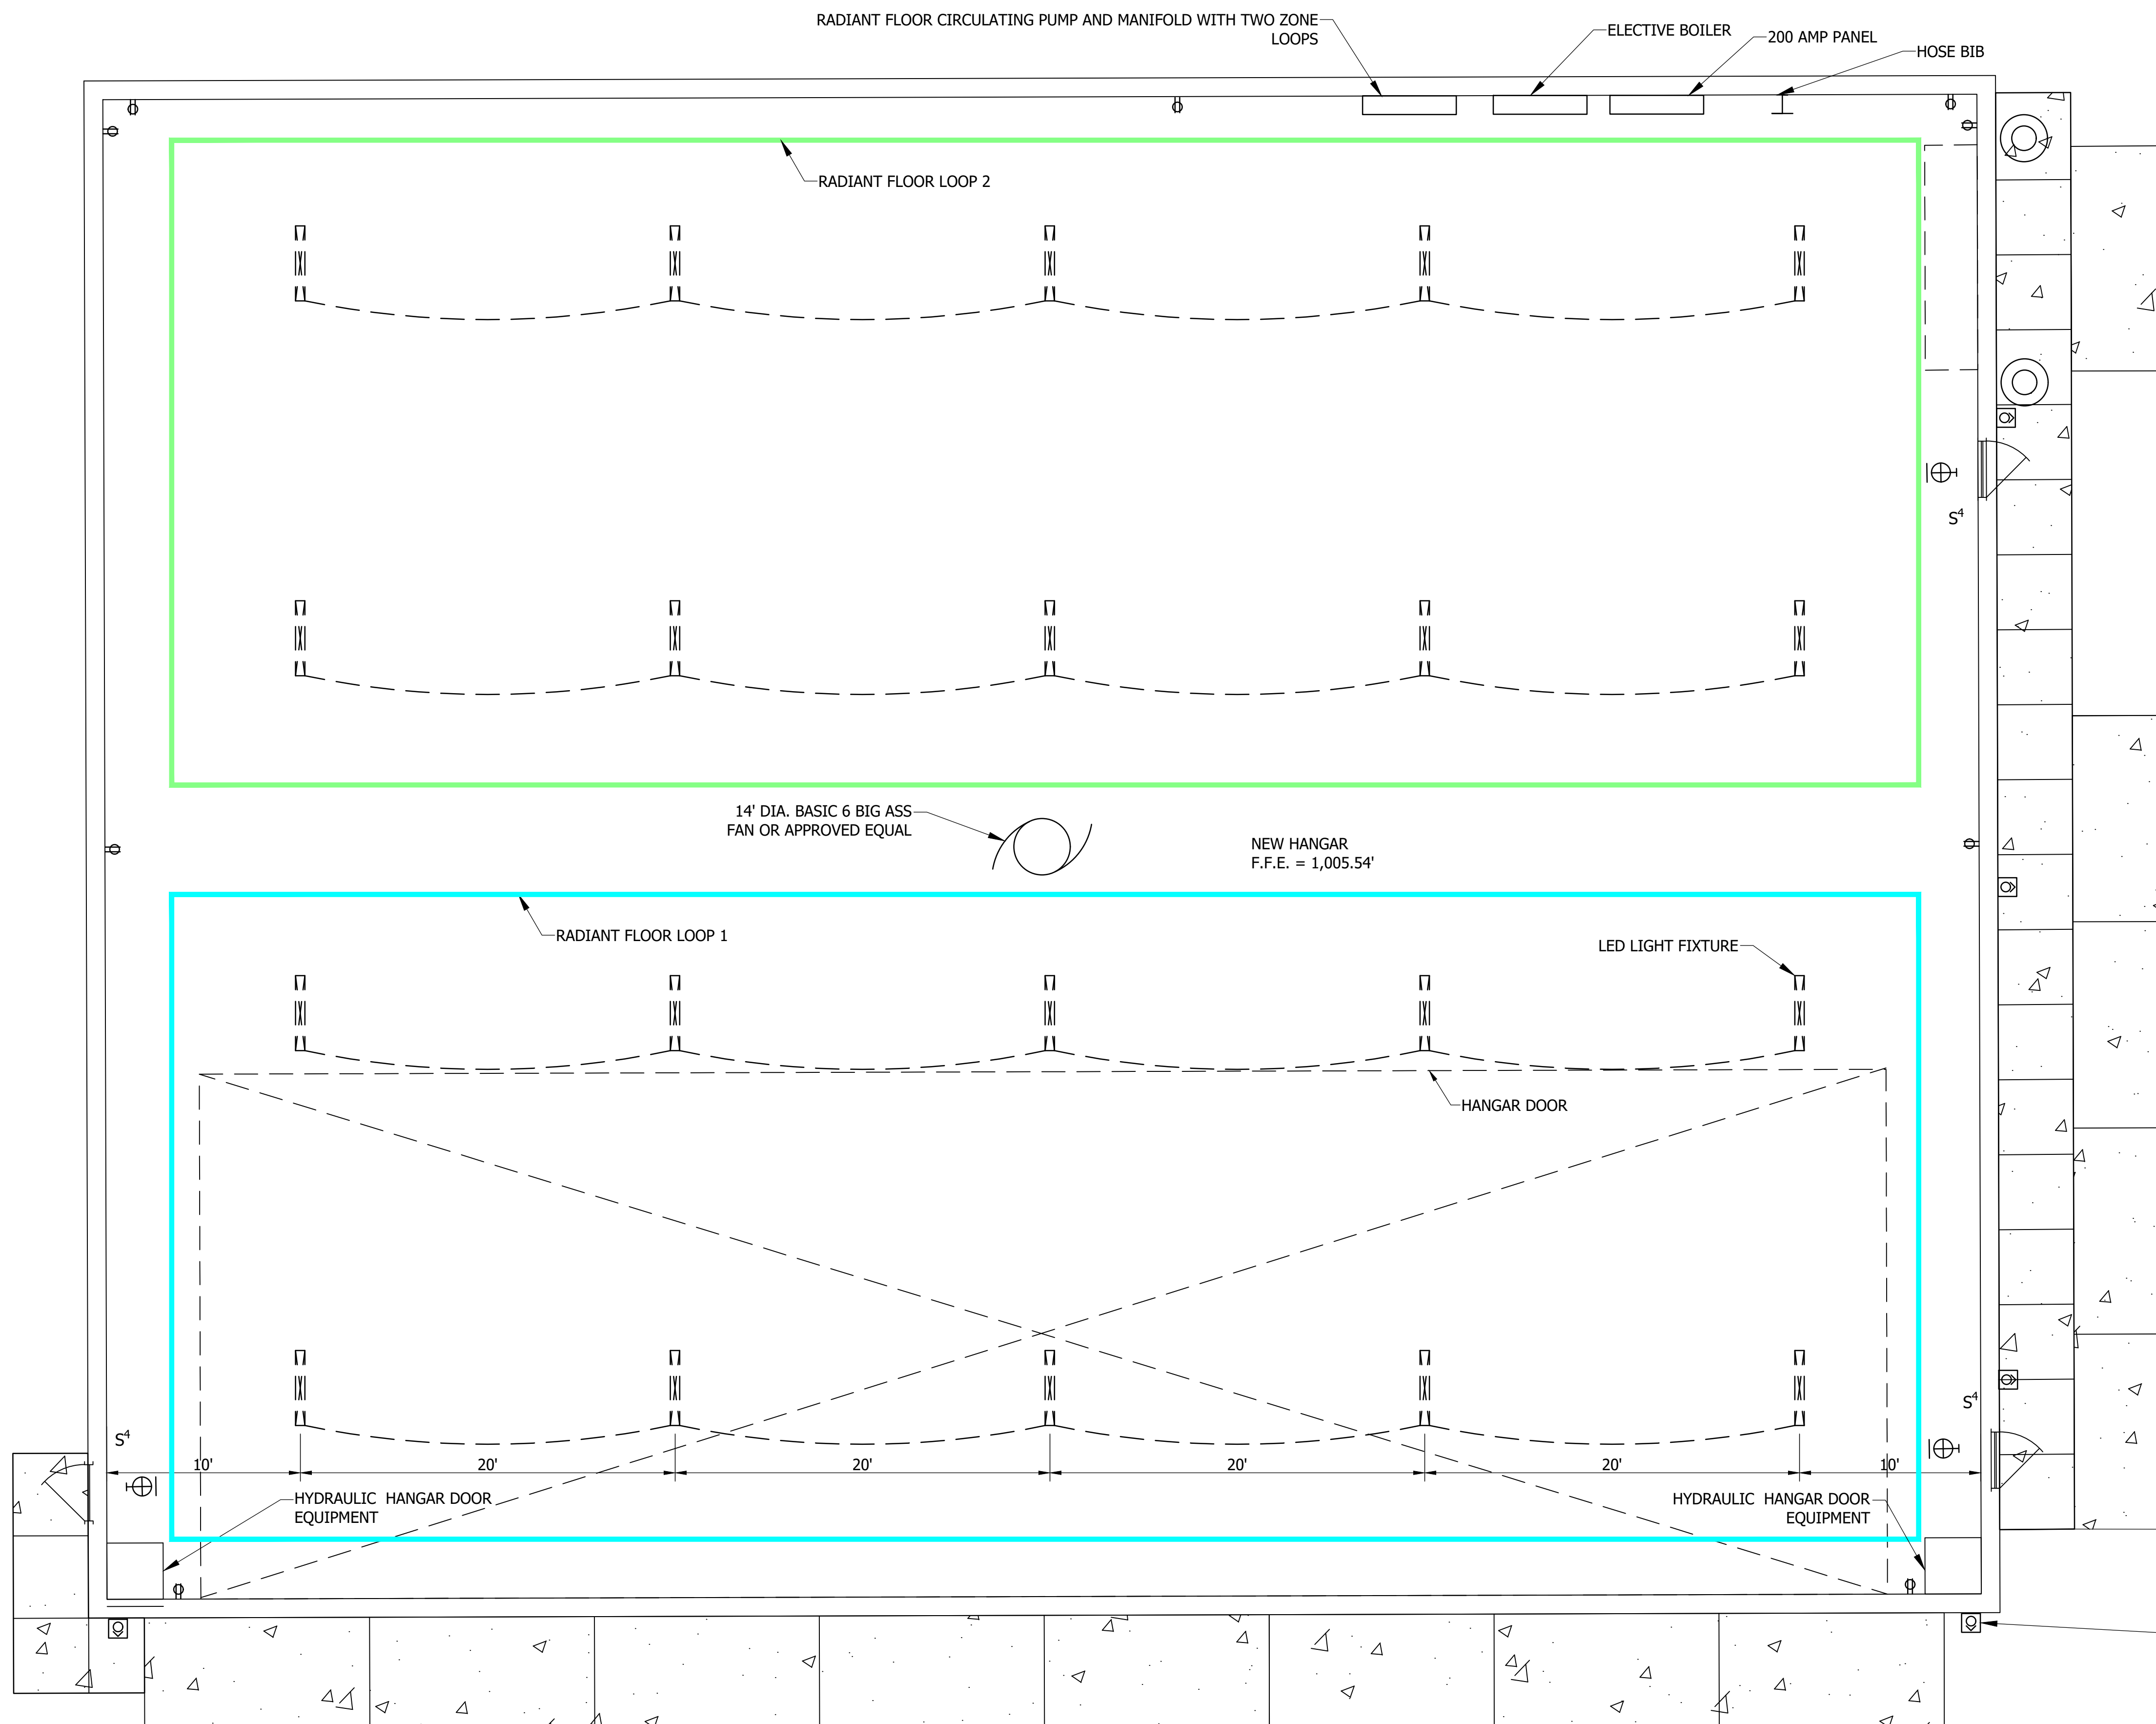 RADIANT FLOOR CIRCULATING PUMP AND MANIFOLD WITH TWO ZONE
LOOPS
ELECTIVE BOILER
200 AMP PANEL
HOSE BIB
RADIANT FLOOR LOOP 2
S4
14' DIA. BASIC 6 BIG ASS
FAN OR APPROVED EQUAL
NEW HANGAR
F.F.E. = 1,005.54'
RADIANT FLOOR LOOP 1
LED LIGHT FIXTURE
HANGAR DOOR
S4
S4
10'
20'
20'
20'
20'
10'
HYDRAULIC HANGAR DOOR
EQUIPMENT
HYDRAULIC HANGAR DOOR
EQUIPMENT